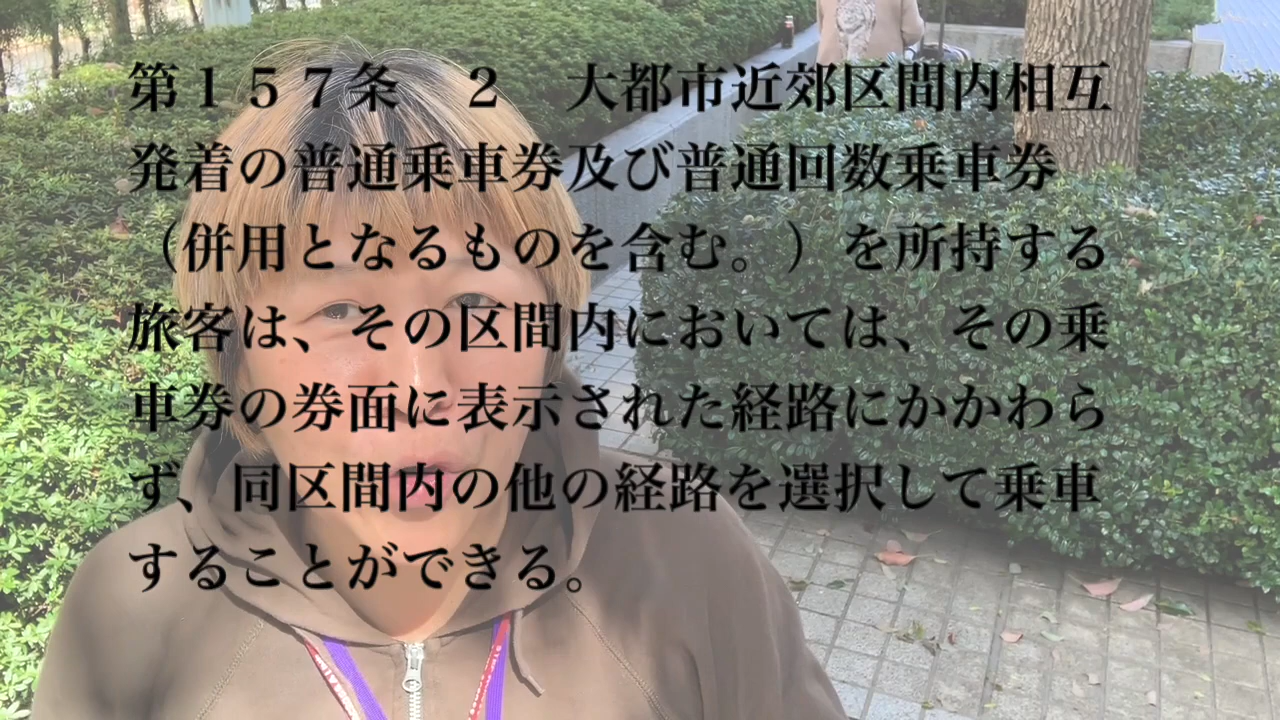 第１５７条　２　大都市近郊区間内相互
発着の普通乗車券及び普通回数乗車券
（併用となるものを含む。）を所持する
旅客は、その区間内においては、その乗
車券の券面に表示された経路にかかわら
ず、同区間内の他の経路を選択して乗車
することができる。